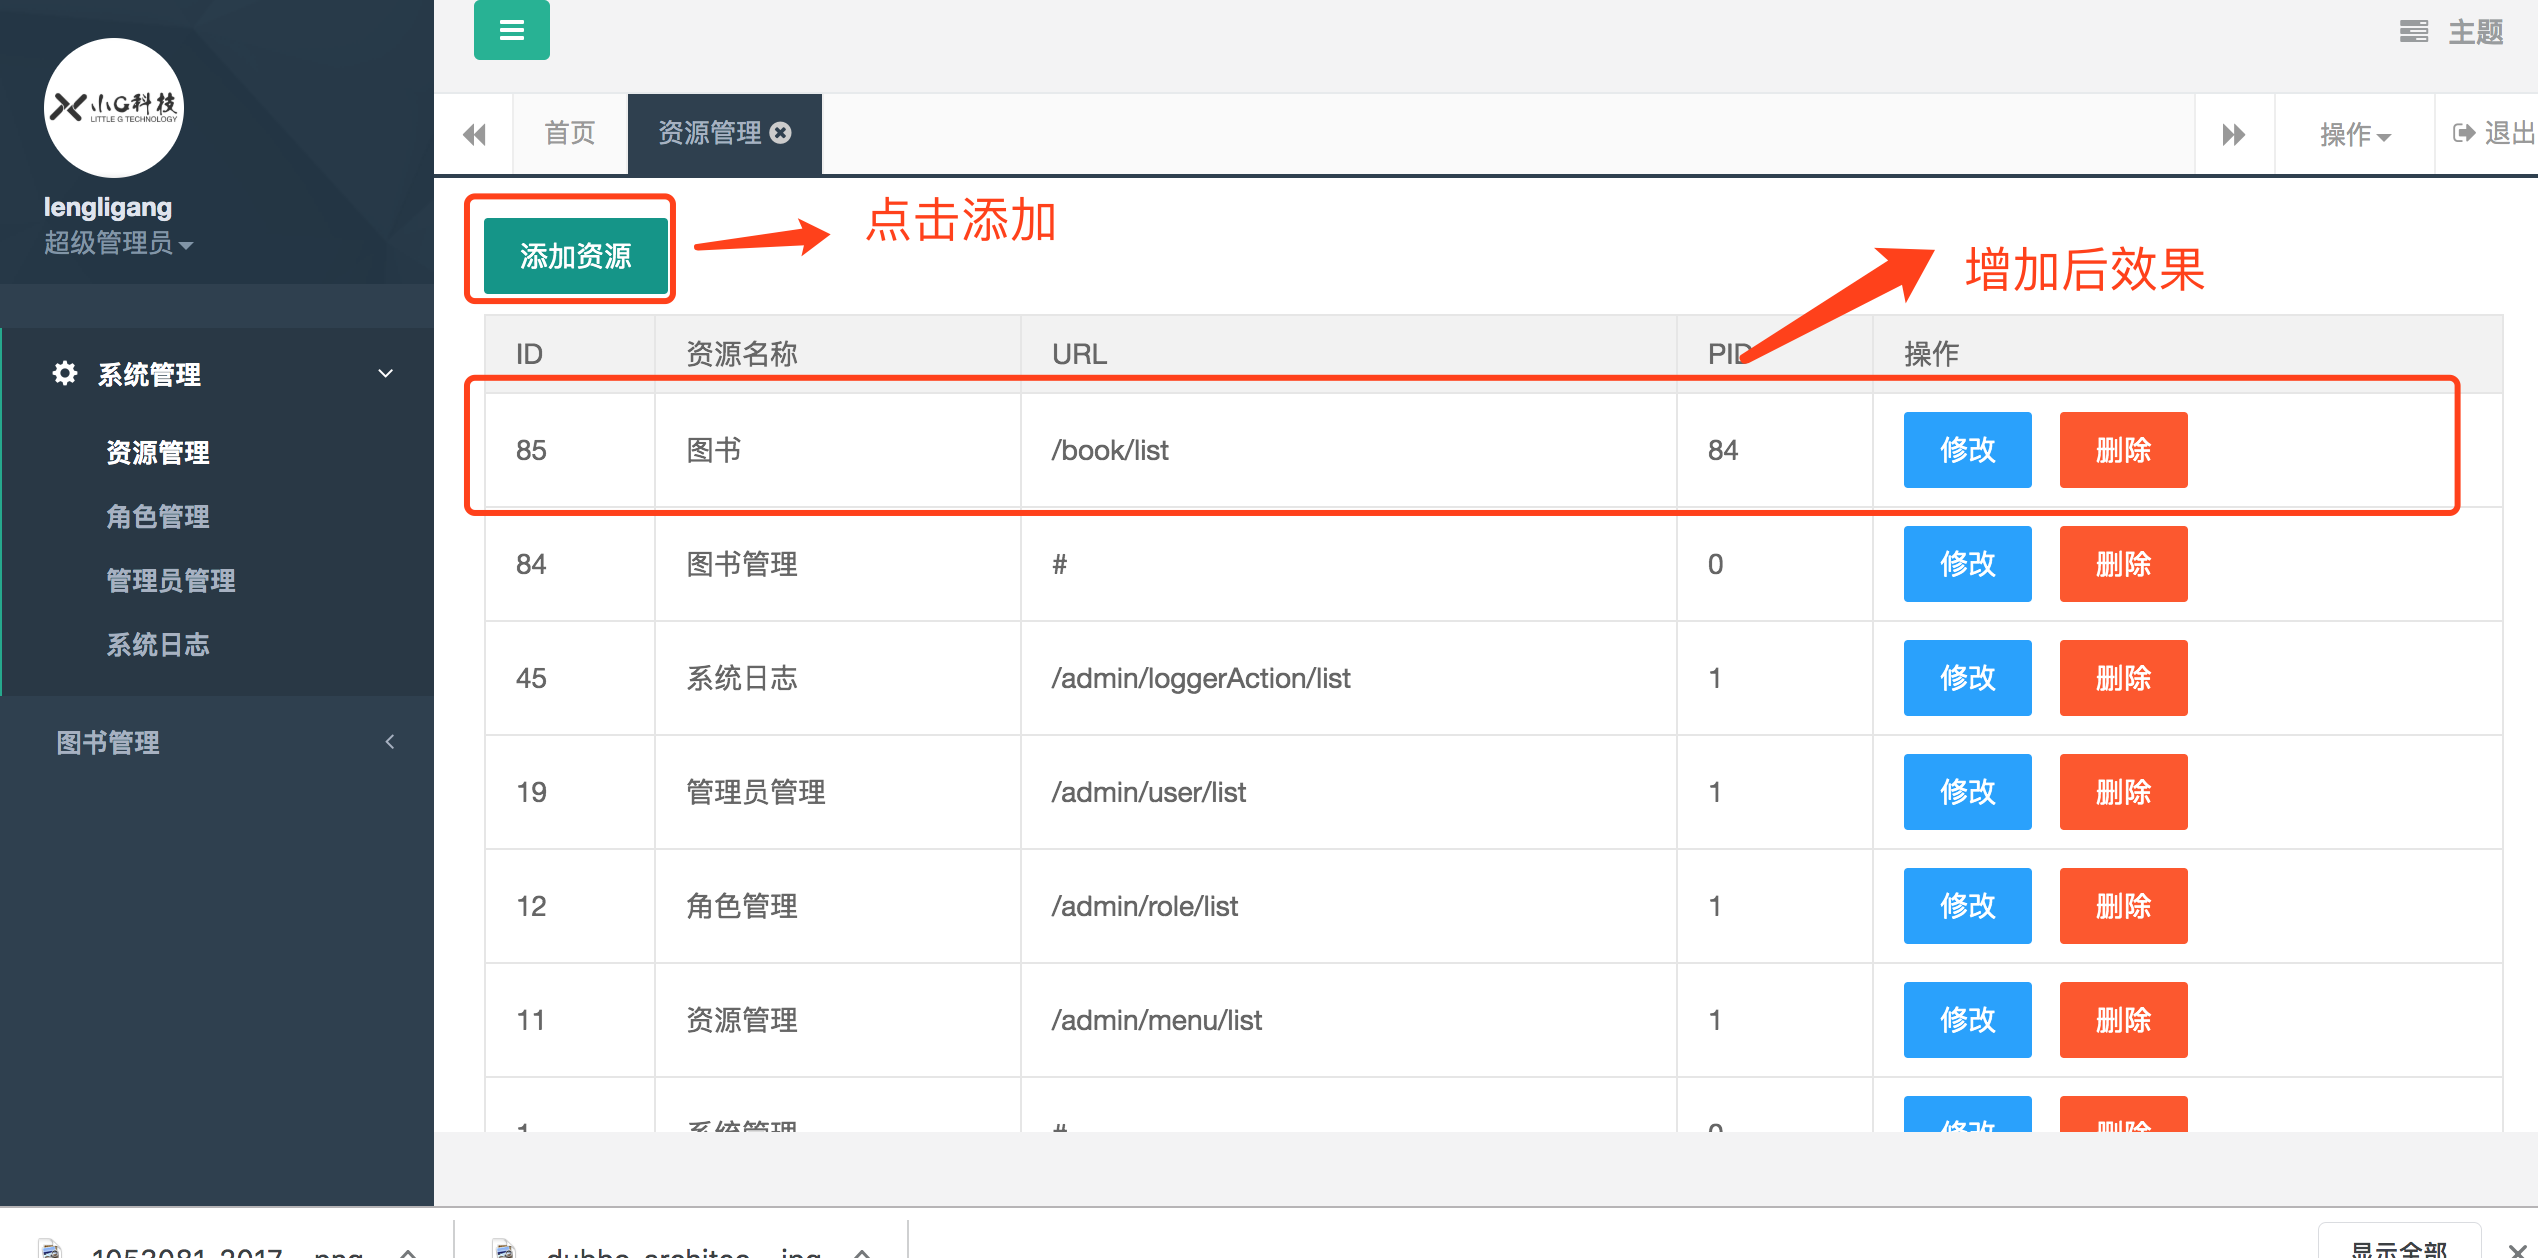 主题
小G科技
LITTLE G TECHNOLOGY
lengligang
超级管理员
首页
资源管理
操作
退出
系统管理
资源管理
角色管理
管理员管理
系统日志
图书管理
添加资源
点击添加
增加后效果
ID 资源名称 URL PID 操作
85 图书 /book/list 84 修改 删除
84 图书管理 # 0 修改 删除
45 系统日志 /admin/loggerAction/list 1 修改 删除
19 管理员管理 /admin/user/list 1 修改 删除
12 角色管理 /admin/role/list 1 修改 删除
11 资源管理 /admin/menu/list 1 修改 删除
1 系统管理 # 0 修改 删除
1053081-2017....png
dubbo-architec....jpg
显示全部